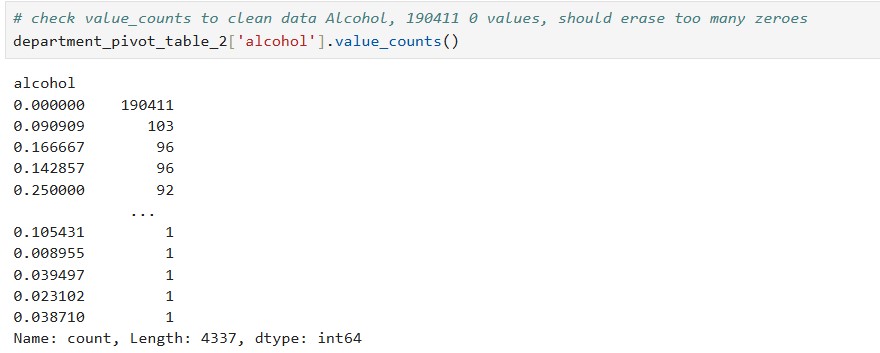 # check value_counts to clean data Alcohol, 190411 0 values, should erase too many zeroes
department_pivot_table_2['alcohol'].value_counts()
alcohol
0.000000    190411
0.090909       103
0.166667        96
0.142857        96
0.250000        92
...
0.105431         1
0.008955         1
0.039497         1
0.023102         1
0.038710         1
Name: count, Length: 4337, dtype: int64